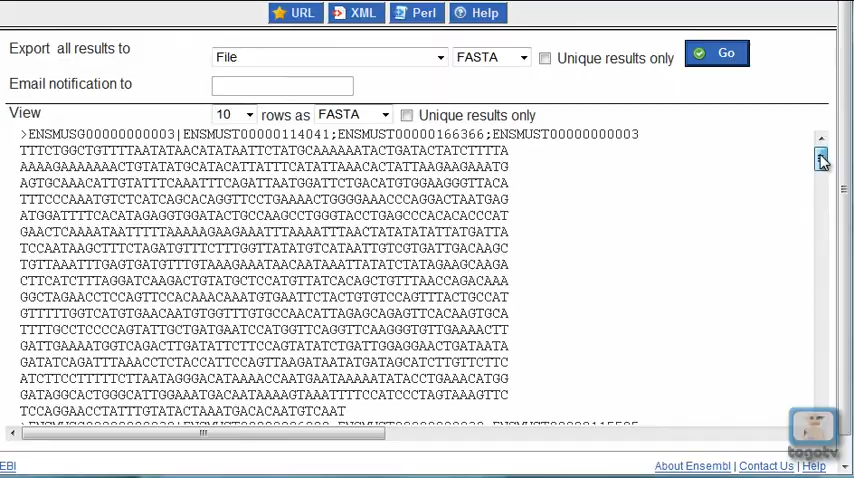 URL XML Perl Help
Export all results to File FASTA Unique results only Go
Email notification to
View 10 rows as FASTA Unique results only
>ENSMUSG00000000003|ENSMUST00000114041;ENSMUST00000166366;ENSMUST00000000003
TTTCTGGCTGTTTTAATATAACATATAATTCTATGCAAAAAATACTGATACTATCTTTTA
AAAAGAAAAAAACTGTATATGCATACATTATTTCATATTAAACACTATTAAGAAGAAATG
AGTGCAAACATTGTATTTCAAATTTCAGATTAATGGATTCTGACATGTGGAAGGGTTACA
TTTCCCAAATGTCTCATCAGCACAGGTTCCTGAAAACTGGGGAAACCCAGGACTAATGAG
ATGGATTTTCACATAGAGGTGGATACTGCCAAGCCTGGGTACCTGAGCCCACACACCCAT
GAACTCAAAATAATTTTTAAAAAGAAGAAATTTAAAATTTAACTATATATATTATGATTA
TCCAATAAGCTTTCTAGATGTTTCTTTGGTTATATGTCATAATTGTCGTGATTGACAAGC
TGTTAAATTTGAGTGATGTTTGTAAAGAAATAACAATAAATTATATCTATAGAAGCAAGA
CTTCATCTTTAGGATCAAGACTGTATGCTCCATGTTATCACAGCTGTTTAACCAGACAAA
GGCTAGAACCTCCAGTTCCACAAACAAATGTGAATTCTACTGTGTCCAGTTTACTGCCAT
GTTTTTGGTCATGTGAACAATGTGGTTTGTGCCAACATTAGAGCAGAGTTCACAAGTGCA
TTTTGCCTCCCCAGTATTGCTGATGAATCCATGGTTCAGGTTCAAGGGTGTTGAAAACTT
GATTGAAAATGGTCAGACTTGATATTCTTCCAGTATATCTGATTGGAGGAACTGATAATA
GATATCAGATTTAAACCTCTACCATTCCAGTTAAGATAATATGATAGCATCTTGTTCTTC
ATCTTCCTTTTTCTTAATAGGGACATAAAACCAATGAATAAAAATATACCTGAAACATGG
GATAGGCACTGGGCATTGGAAATGACATAAAAGTAAATTTTCCATCCCTAGTAAAGTTC
TCCAGGAACCTATTTGTATACTAAATGACACAATGTCAAT
EBI About Ensembl | Contact Us | Help
togotv